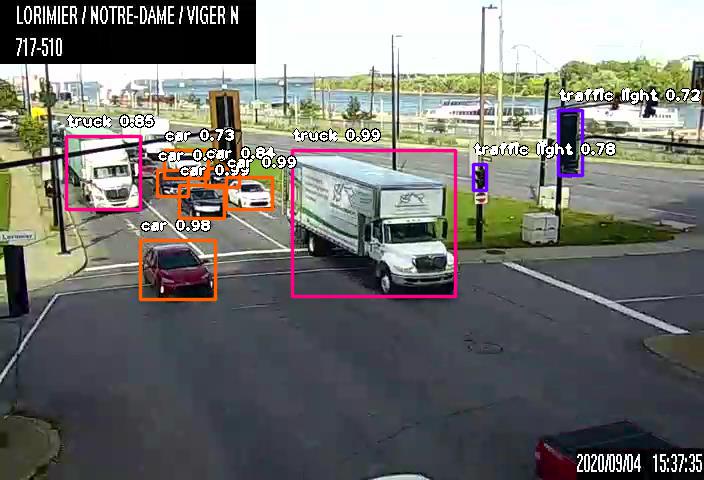 LORIMIER / NOTRE-DAME / VIGER N
717-510
traffic light 0.72
truck 0.85
car 0.73
truck 0.99
car 0.84
traffic light 0.78
car 0.99
car 0.99
car 0.98
Lorimier
2020/09/04 15:37:35